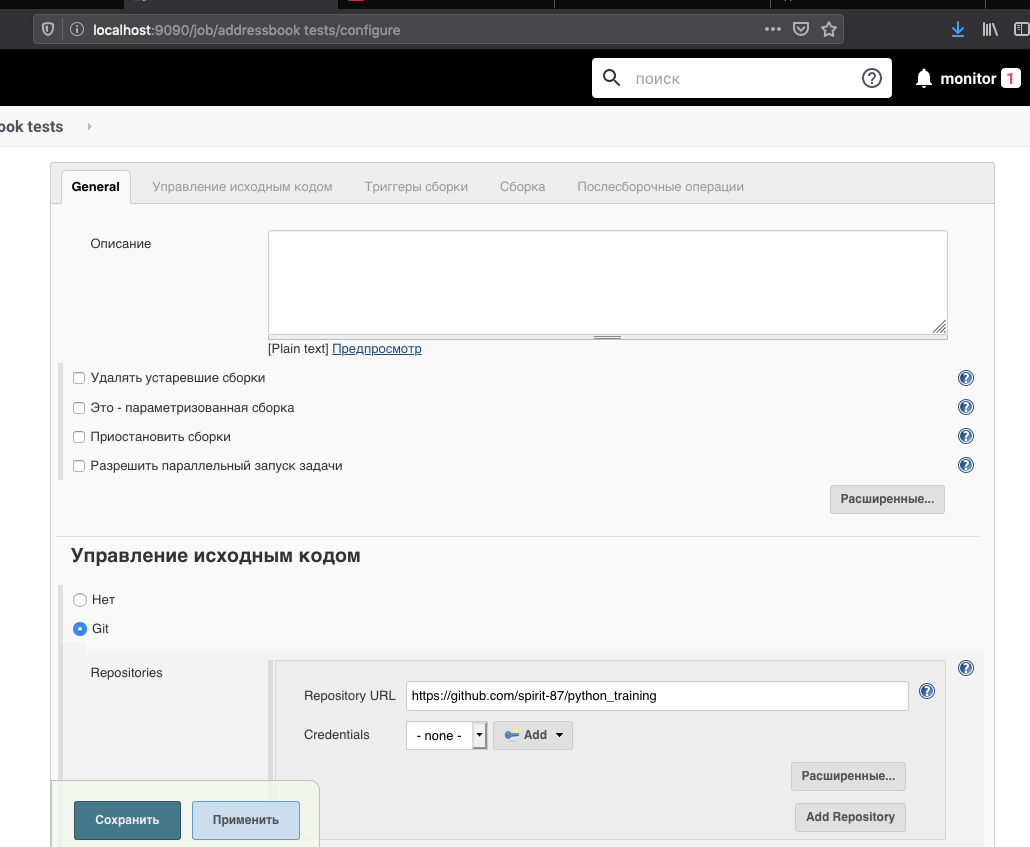 localhost:9090/job/addressbook tests/configure
поиск
monitor 1
ook tests
General Управление исходным кодом Триггеры сборки Сборка Послесборочные операции
Описание
[Plain text] Предпросмотр
Удалять устаревшие сборки
Это - параметризованная сборка
Приостановить сборки
Разрешить параллельный запуск задачи
Расширенные...
Управление исходным кодом
Нет
Git
Repositories
Repository URL https://github.com/spirit-87/python_training
Credentials - none - Add
Расширенные...
Add Repository
Сохранить Применить